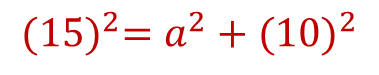 (15)²= a² + (10)²